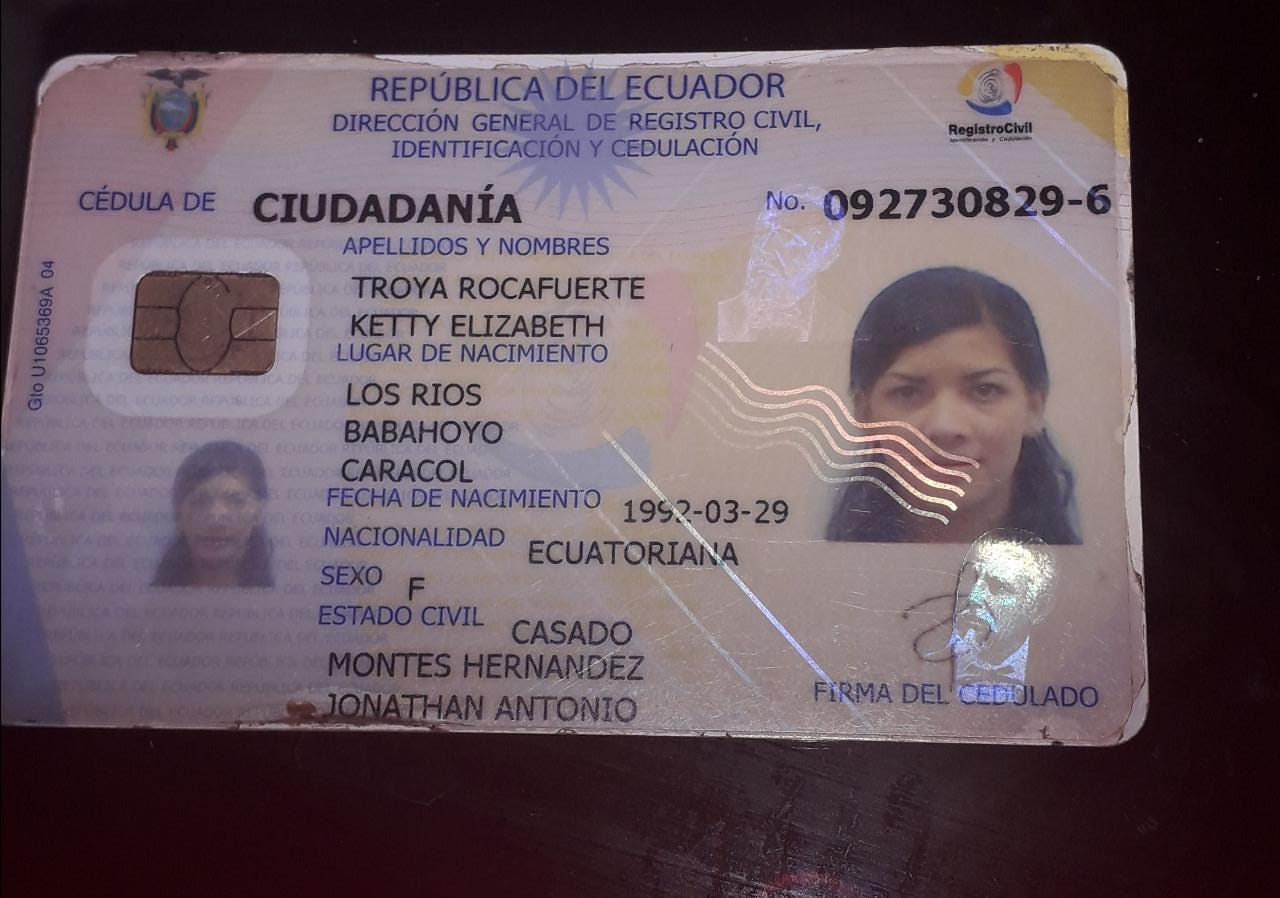 REPÚBLICA DEL ECUADOR
DIRECCIÓN GENERAL DE REGISTRO CIVIL,
IDENTIFICACIÓN Y CEDULACIÓN
RegistroCivil
Identificación y Cedulación
CÉDULA DE CIUDADANÍA
No. 092730829-6
APELLIDOS Y NOMBRES
TROYA ROCAFUERTE
KETTY ELIZABETH
LUGAR DE NACIMIENTO
LOS RIOS
BABAHOYO
CARACOL
FECHA DE NACIMIENTO 1992-03-29
NACIONALIDAD ECUATORIANA
SEXO F
ESTADO CIVIL CASADO
MONTES HERNANDEZ
JONATHAN ANTONIO
FIRMA DEL CEDULADO
Gto U1065369A 04